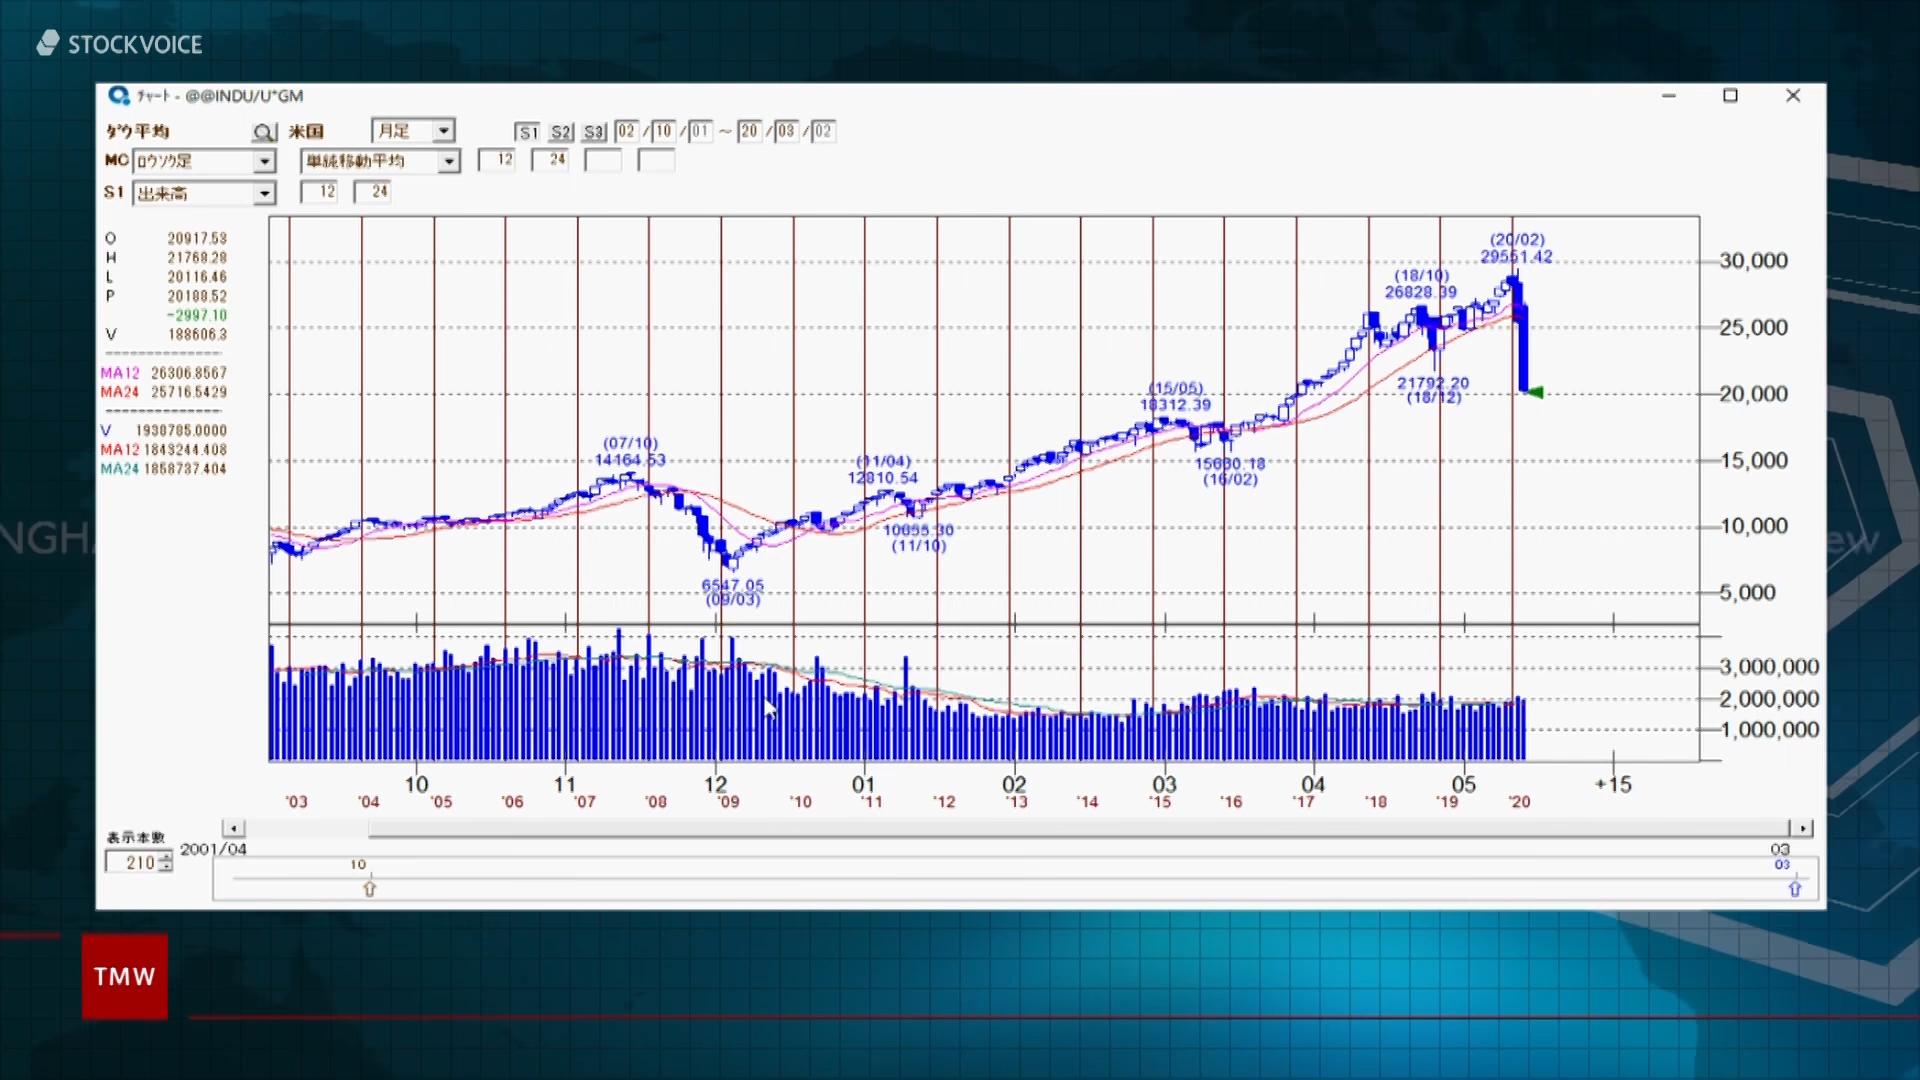 STOCKVOICE
チャート - @@INDU/U*GM
ダウ平均 米国 月足 S1 S2 S3 02 / 10 / 01 ~ 20 / 03 / 02
MC ロウソク足 単純移動平均 12 24
S1 出来高 12 24
O 20917.53
H 21768.28
L 20116.46
P 20188.52
-2997.10
V 188606.3
MA12 26306.8567
MA24 25716.5429
V 1938785.0000
MA12 1843244.408
MA24 1858737.404
(20/02)
29551.42
(18/10)
26828.39
21792.20
(18/12)
(15/05)
18312.39
15630.18
(16/02)
(07/10)
14164.53
(11/04)
12810.54
10655.30
(11/10)
6547.05
(09/03)
30,000
25,000
20,000
15,000
10,000
5,000
3,000,000
2,000,000
1,000,000
10 11 12 01 02 03 04 05 +15
'03 '04 '05 '06 '07 '08 '09 '10 '11 '12 '13 '14 '15 '16 '17 '18 '19 '20
表示本数
210
2001/04 03
10 03
TMW